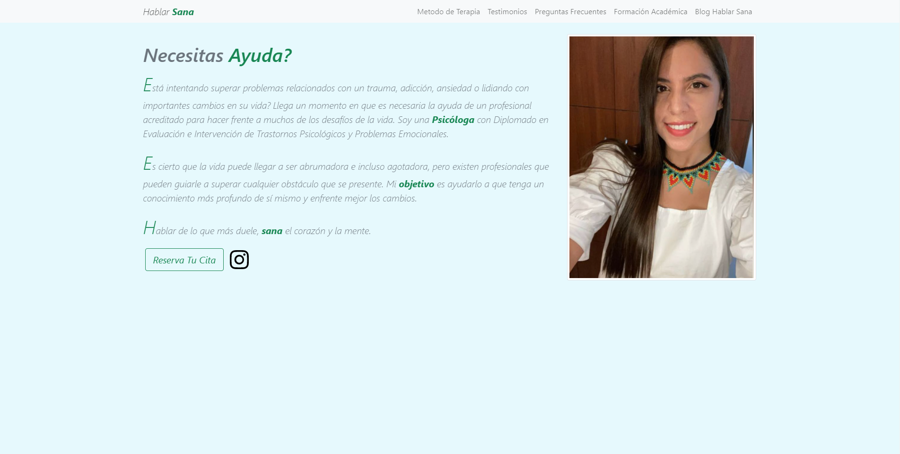 Hablar Sana
Metodo de Terapia Testimonios Preguntas Frecuentes Formación Académica Blog Hablar Sana
Necesitas Ayuda?
Está intentando superar problemas relacionados con un trauma, adicción, ansiedad o lidiando con
importantes cambios en su vida? Llega un momento en que es necesaria la ayuda de un profesional
acreditado para hacer frente a muchos de los desafíos de la vida. Soy una Psicóloga con Diplomado en
Evaluación e Intervención de Trastornos Psicológicos y Problemas Emocionales.
Es cierto que la vida puede llegar a ser abrumadora e incluso agotadora, pero existen profesionales que
pueden guiarle a superar cualquier obstáculo que se presente. Mi objetivo es ayudarlo a que tenga un
conocimiento más profundo de sí mismo y enfrente mejor los cambios.
Hablar de lo que más duele, sana el corazón y la mente.
Reserva Tu Cita